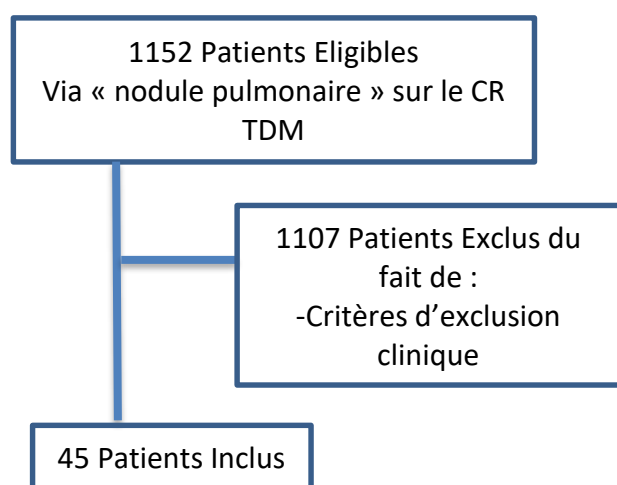 1152 Patients Eligibles
Via « nodule pulmonaire » sur le CR
TDM
1107 Patients Exclus du
fait de :
-Critères d’exclusion
clinique
45 Patients Inclus